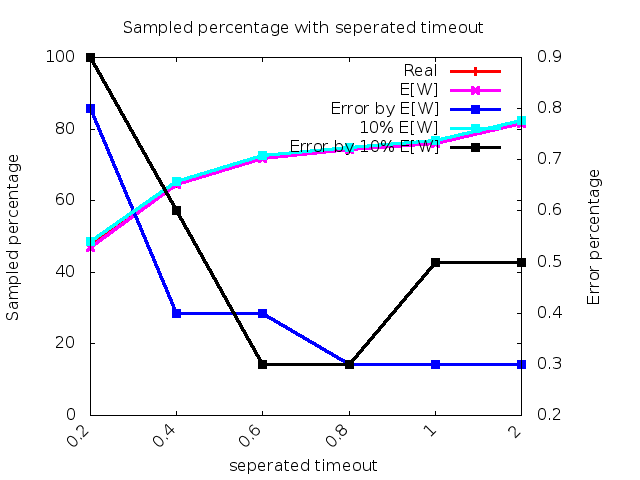 Sampled percentage with seperated timeout
100
80
60
40
20
0
Sampled percentage
0.9
0.8
0.7
0.6
0.5
0.4
0.3
0.2
Error percentage
Real
E[W]
Error by E[W]
10% E[W]
Error by 10% E[W]
0.2
0.4
0.6
0.8
1
2
seperated timeout